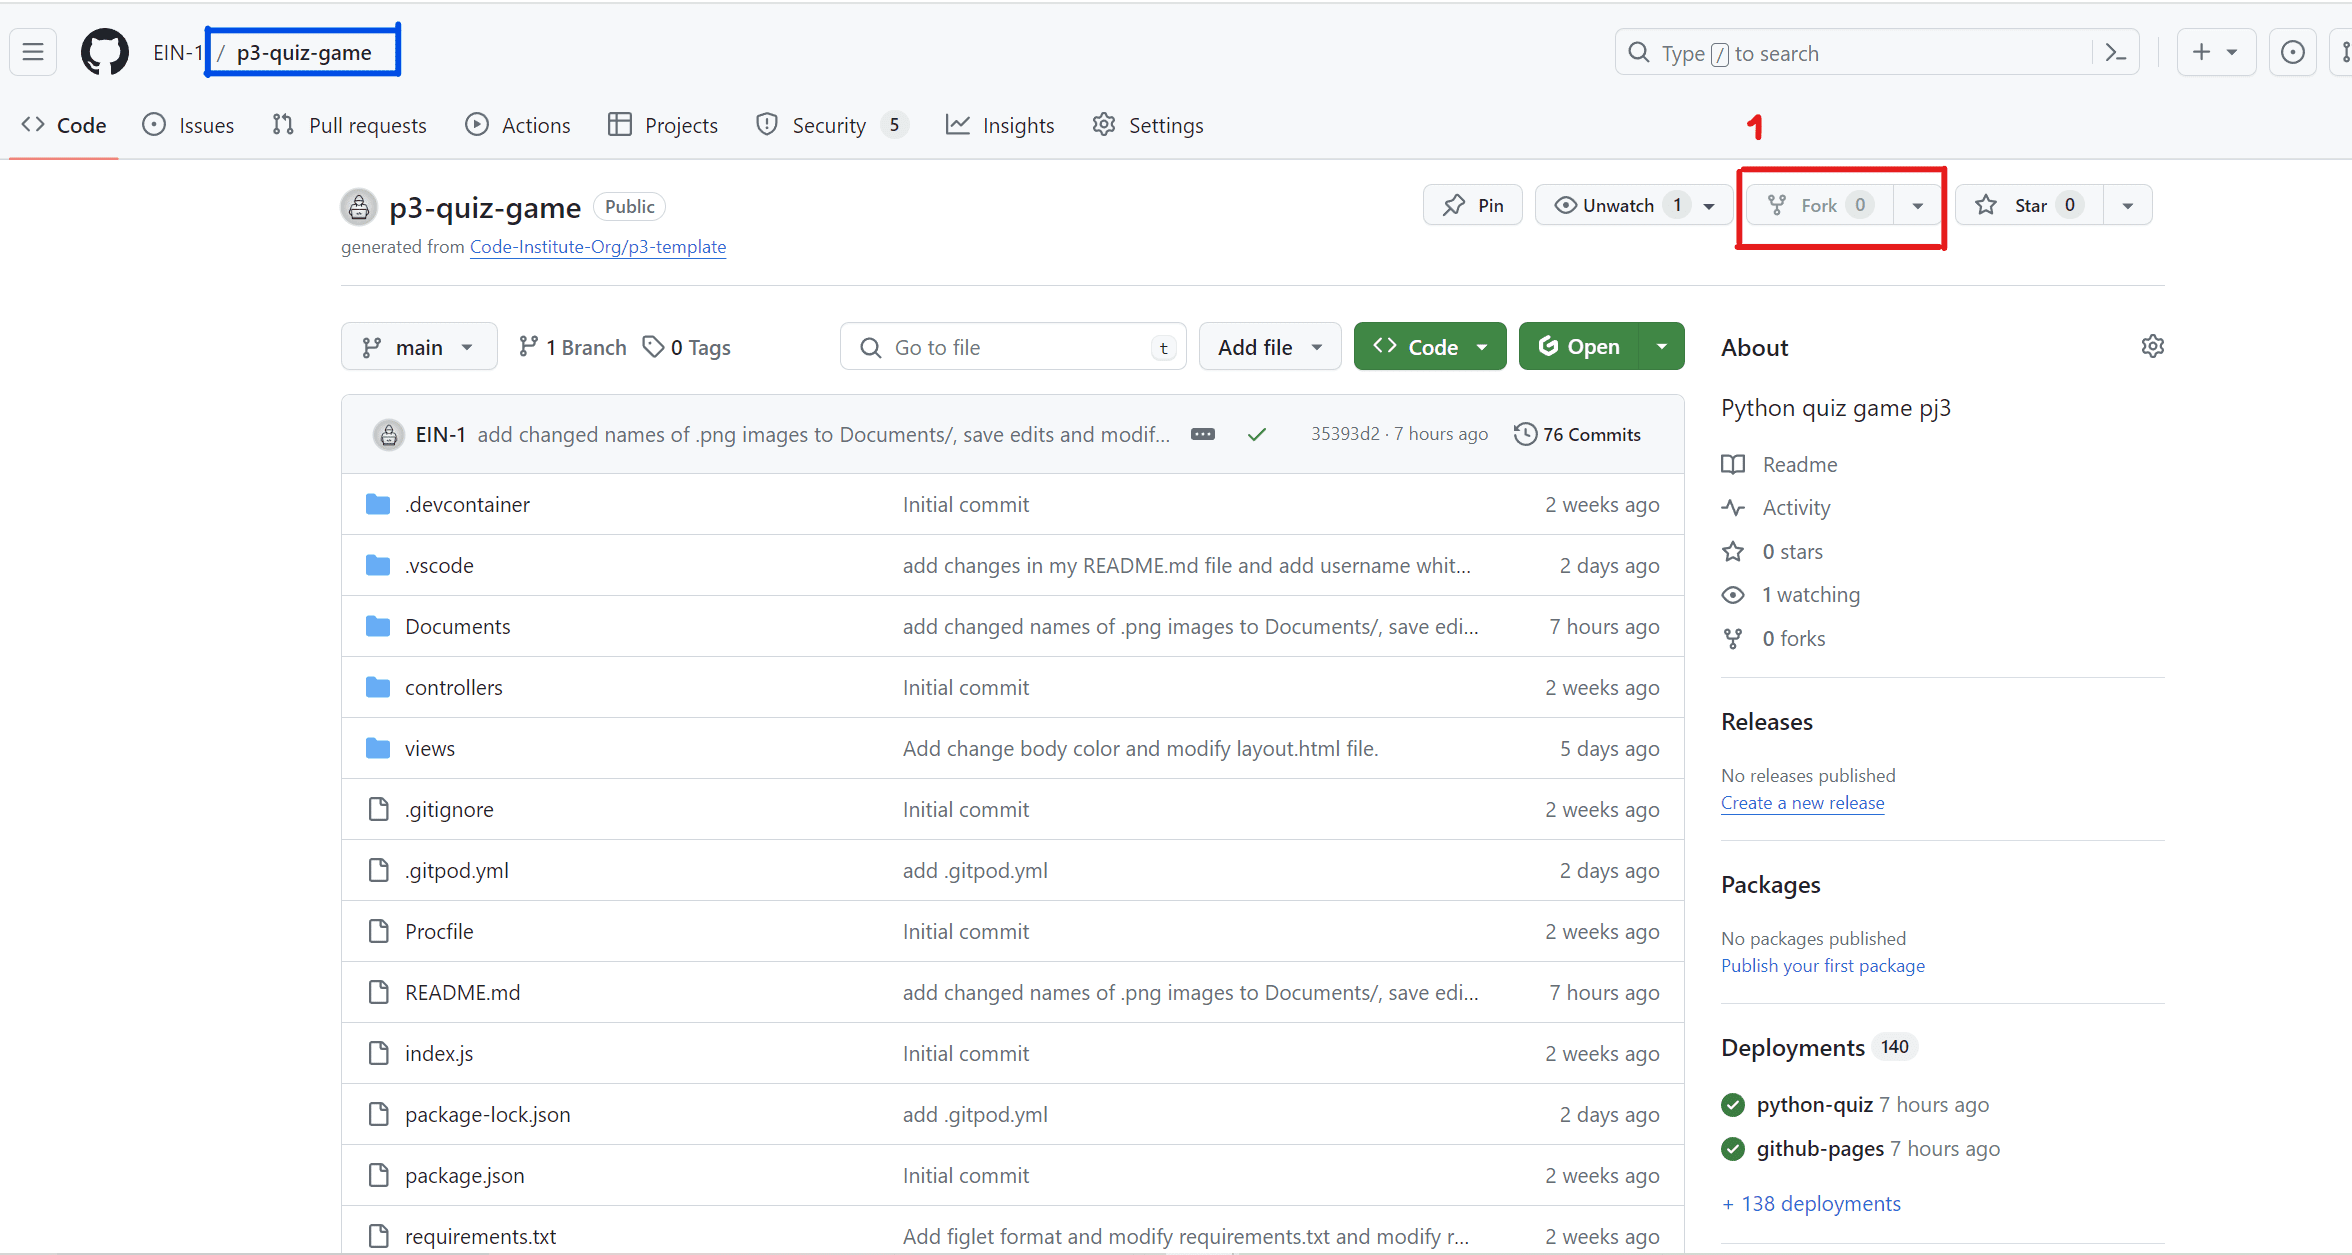 EIN-1 / p3-quiz-game
Type / to search
Code Issues Pull requests Actions Projects Security 5 Insights Settings
1
p3-quiz-game Public
Pin Unwatch 1 Fork 0 Star 0
generated from Code-Institute-Org/p3-template
main 1 Branch 0 Tags
Go to file t
Add file Code Open
EIN-1 add changed names of .png images to Documents/, save edits and modif... 35393d2 · 7 hours ago 76 Commits
.devcontainer Initial commit 2 weeks ago
.vscode add changes in my README.md file and add username whit... 2 days ago
Documents add changed names of .png images to Documents/, save edi... 7 hours ago
controllers Initial commit 2 weeks ago
views Add change body color and modify layout.html file. 5 days ago
.gitignore Initial commit 2 weeks ago
.gitpod.yml add .gitpod.yml 2 days ago
Procfile Initial commit 2 weeks ago
README.md add changed names of .png images to Documents/, save edi... 7 hours ago
index.js Initial commit 2 weeks ago
package-lock.json add .gitpod.yml 2 days ago
package.json Initial commit 2 weeks ago
requirements.txt Add figlet format and modify requirements.txt and modify r... 2 weeks ago
About
Python quiz game pj3
Readme
Activity
0 stars
1 watching
0 forks
Releases
No releases published
Create a new release
Packages
No packages published
Publish your first package
Deployments 140
python-quiz 7 hours ago
github-pages 7 hours ago
+ 138 deployments